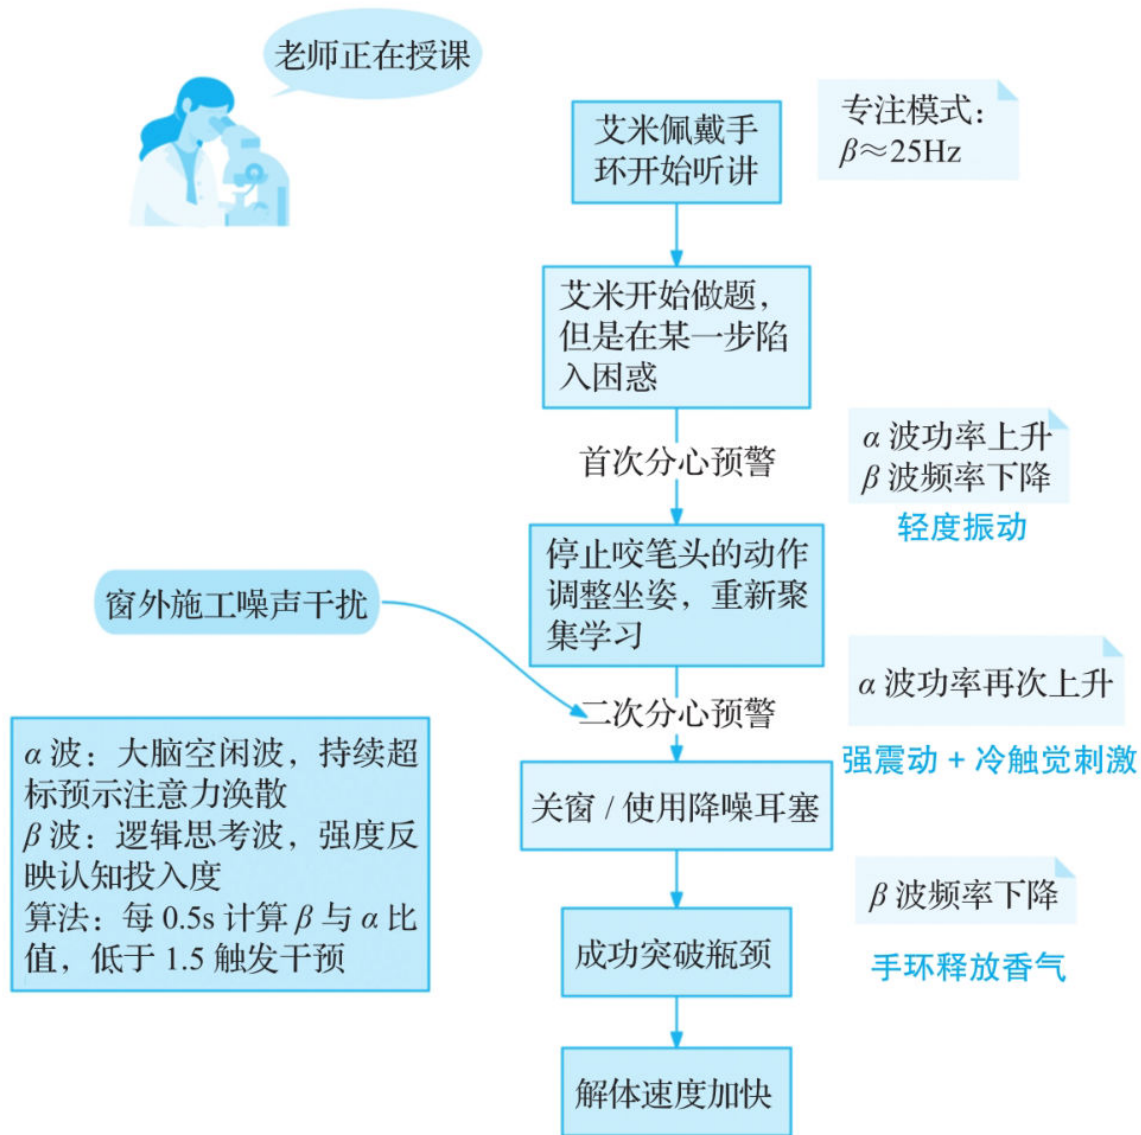 老师正在授课
艾米佩戴手
环开始听讲
专注模式：
β≈25Hz
艾米开始做题，
但是在某一步陷
入困惑
首次分心预警
α 波功率上升
β 波频率下降
轻度振动
停止咬笔头的动作
调整坐姿，重新聚
集学习
窗外施工噪声干扰
二次分心预警
α 波功率再次上升
强震动 + 冷触觉刺激
α 波：大脑空闲波，持续超
标预示注意力涣散
β 波：逻辑思考波，强度反
映认知投入度
算法：每 0.5s 计算 β 与 α 比
值，低于 1.5 触发干预
关窗 / 使用降噪耳塞
β 波频率下降
手环释放香气
成功突破瓶颈
解体速度加快